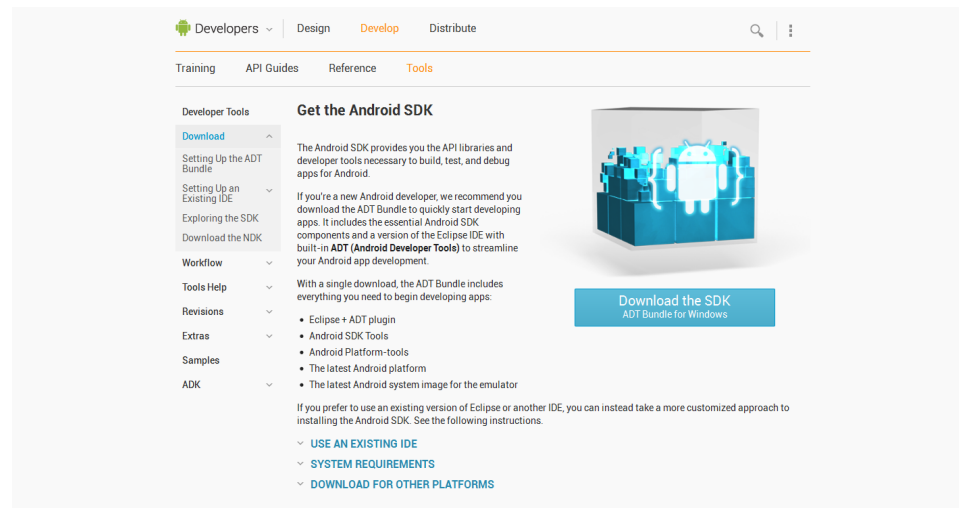 Developers
Design
Develop
Distribute
Training
API Guides
Reference
Tools
Developer Tools
Download
Setting Up the ADT
Bundle
Setting Up an
Existing IDE
Exploring the SDK
Download the NDK
Workflow
Tools Help
Revisions
Extras
Samples
ADK
Get the Android SDK
The Android SDK provides you the API libraries and
developer tools necessary to build, test, and debug
apps for Android.
If you're a new Android developer, we recommend you
download the ADT Bundle to quickly start developing
apps. It includes the essential Android SDK
components and a version of the Eclipse IDE with
built-in ADT (Android Developer Tools) to streamline
your Android app development.
With a single download, the ADT Bundle includes
everything you need to begin developing apps:
• Eclipse + ADT plugin
• Android SDK Tools
• Android Platform-tools
• The latest Android platform
• The latest Android system image for the emulator
{ }
Download the SDK
ADT Bundle for Windows
If you prefer to use an existing version of Eclipse or another IDE, you can instead take a more customized approach to
installing the Android SDK. See the following instructions.
USE AN EXISTING IDE
SYSTEM REQUIREMENTS
DOWNLOAD FOR OTHER PLATFORMS